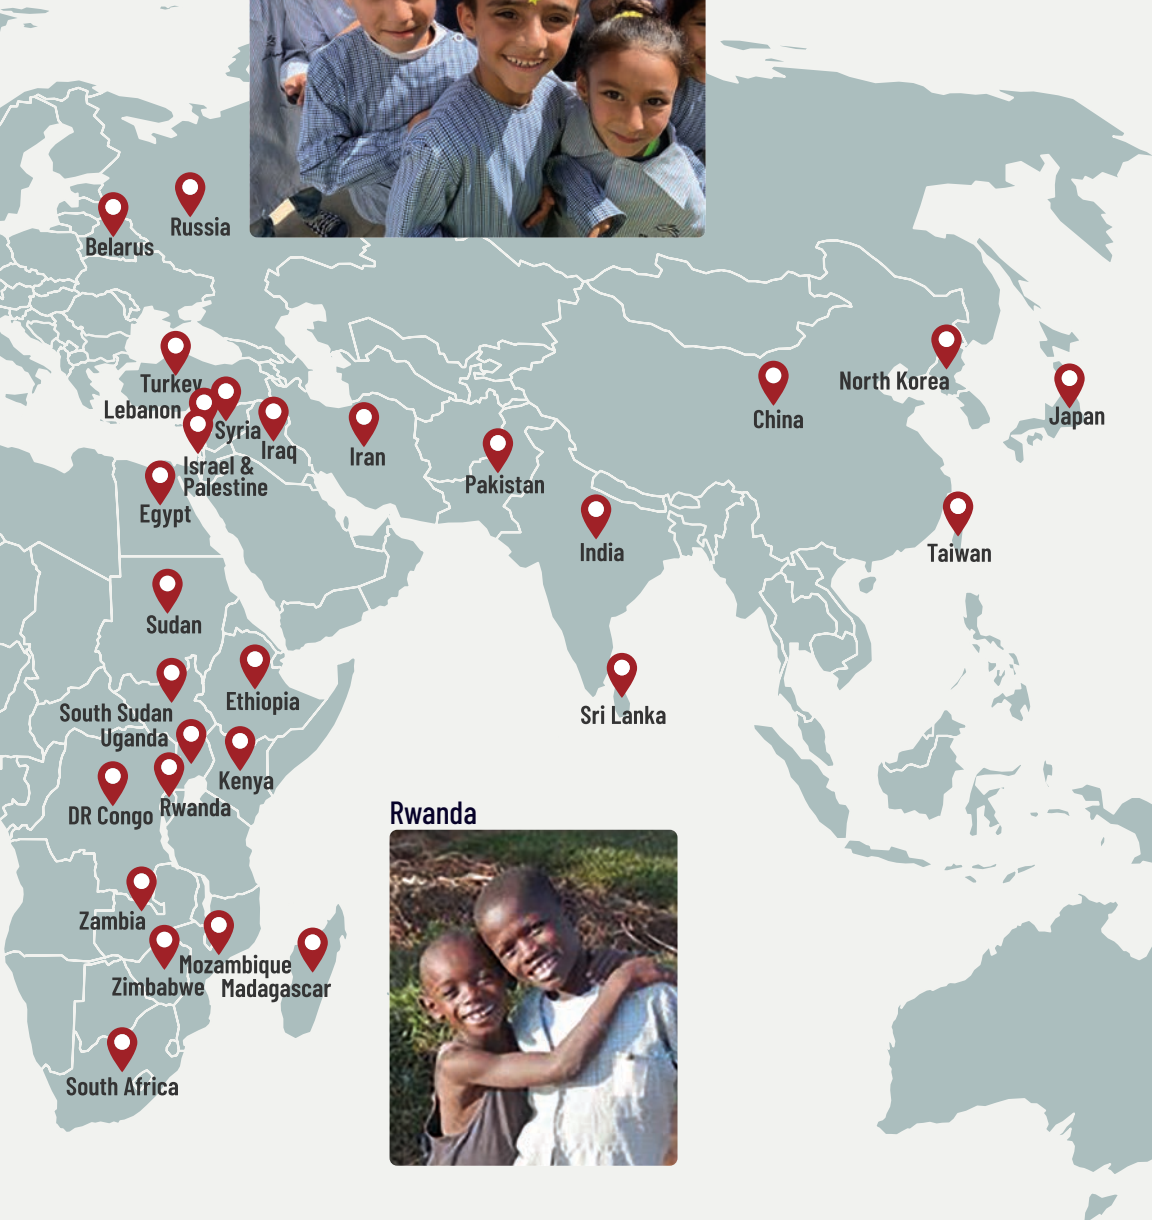 Russia
Belarus
Turkey
Lebanon
Syria
Iraq
Iran
Israel &
Palestine
Egypt
Pakistan
India
China
North Korea
Japan
Taiwan
Sudan
South Sudan
Ethiopia
Uganda
Kenya
Rwanda
DR Congo
Sri Lanka
Rwanda
Zambia
Mozambique
Zimbabwe
Madagascar
South Africa